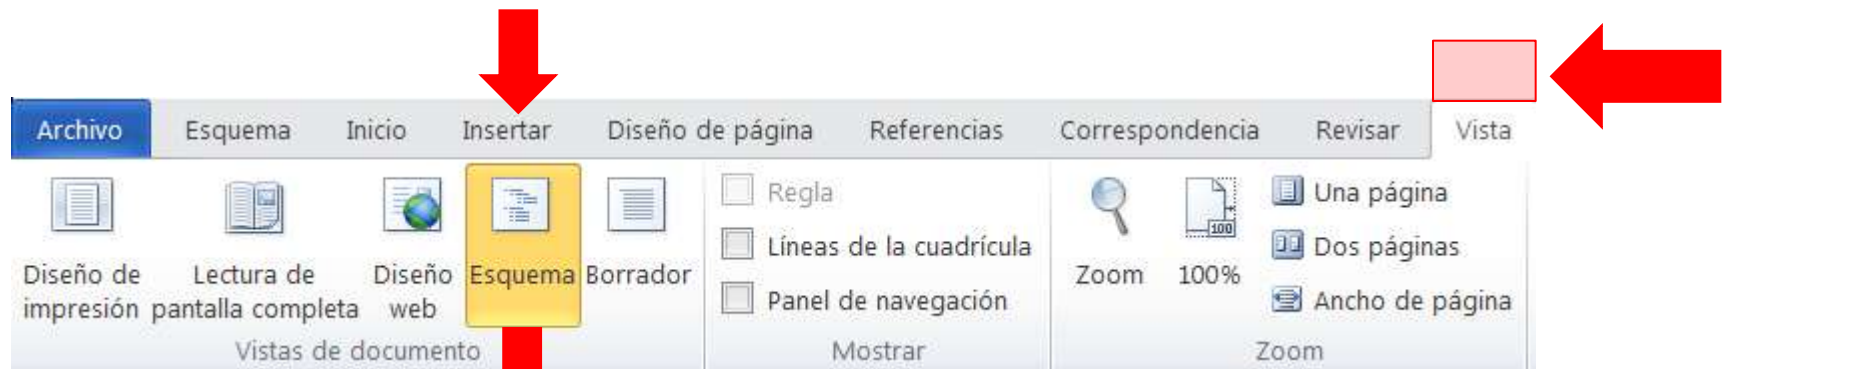 Archivo Esquema Inicio Insertar Diseño de página Referencias Correspondencia Revisar Vista
Diseño de impresión
Lectura de pantalla completa
Diseño web
Esquema
Borrador
Vistas de documento
Regla
Líneas de la cuadrícula
Panel de navegación
Mostrar
Zoom
100
100%
Una página
Dos páginas
Ancho de página
Zoom